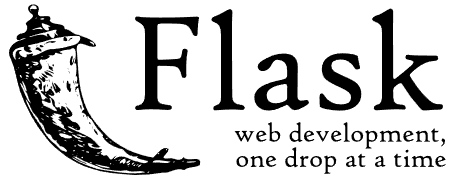 Flask
web development,
one drop at a time